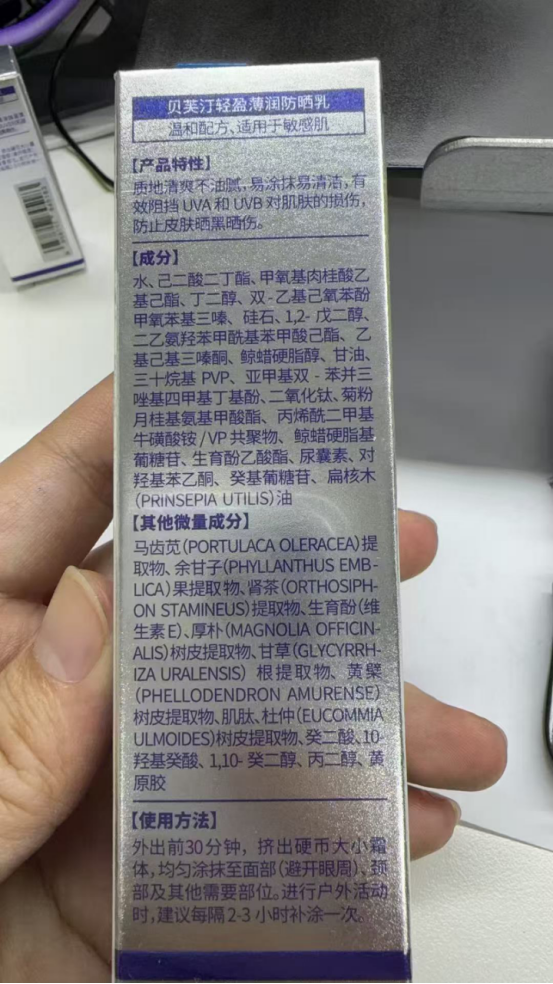 贝芙汀轻盈薄润防晒乳
温和配方、适用于敏感肌
【产品特性】
质地清爽不油腻,易涂抹易清洁,有
效阻挡 UVA 和 UVB 对肌肤的损伤,
防止皮肤晒黑晒伤。
【成分】
水、己二酸二丁酯、甲氧基肉桂酸乙
基己酯、丁二醇、双-乙基己氧苯酚
甲氧苯基三嗪、硅石、1,2-戊二醇、
二乙氨羟苯甲酰基苯甲酸己酯、乙
基己基三嗪酮、鲸蜡硬脂醇、甘油、
三十烷基 PVP、亚甲基双-苯并三
唑基四甲基丁基酚、二氧化钛、菊粉
月桂基氨基甲酸酯、丙烯酰二甲基
牛磺酸铵/VP 共聚物、鲸蜡硬脂基
葡糖苷、生育酚乙酸酯、尿囊素、对
羟基苯乙酮、癸基葡糖苷、扁核木
(PRINSEPIA UTILIS)油
【其他微量成分】
马齿苋(PORTULACA OLERACEA)提
取物、余甘子(PHYLLANTHUS EMB-
LICA)果提取物、肾茶(ORTHOSIPH-
ON STAMINEUS)提取物、生育酚(维
生素E)、厚朴(MAGNOLIA OFFICIN-
ALIS)树皮提取物、甘草(GLYCYRRH-
IZA URALENSIS) 根提取物、黄檗
(PHELLODENDRON AMURENSE)
树皮提取物、肌肽、杜仲(EUCOMMIA
ULMOIDES)树皮提取物、癸二酸、10-
羟基癸酸、1,10-癸二醇、丙二醇、黄
原胶
【使用方法】
外出前30分钟，挤出硬币大小霜
体,均匀涂抹至面部(避开眼周)、颈
部及其他需要部位。进行户外活动
时,建议每隔2-3小时补涂一次。